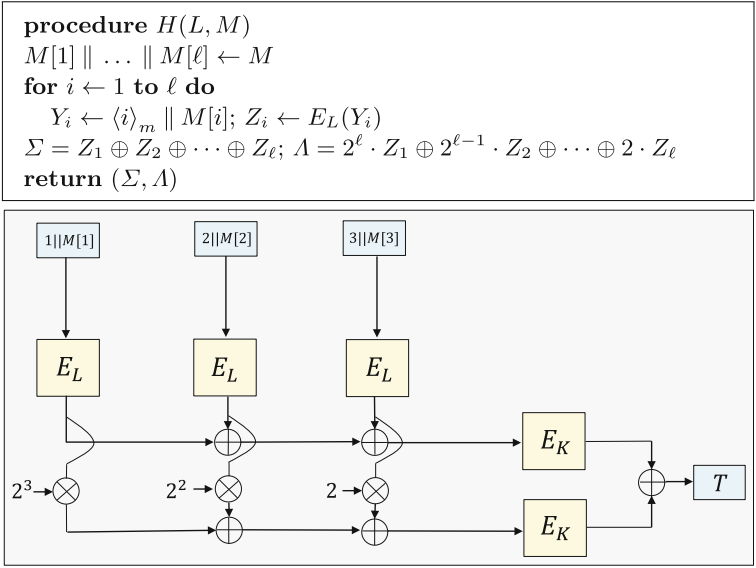 procedure H(L, M)
M[1] ∥ … ∥ M[ℓ] ← M
for i ← 1 to ℓ do
Y_i ← ⟨i⟩_m ∥ M[i]; Z_i ← E_L(Y_i)
Σ = Z_1 ⊕ Z_2 ⊕ ⋯ ⊕ Z_ℓ; Λ = 2^ℓ · Z_1 ⊕ 2^{ℓ−1} · Z_2 ⊕ ⋯ ⊕ 2 · Z_ℓ
return (Σ, Λ)
1||M[1] 2||M[2] 3||M[3]
E_L E_L E_L
E_K
2^3 2^2 2 T
E_K